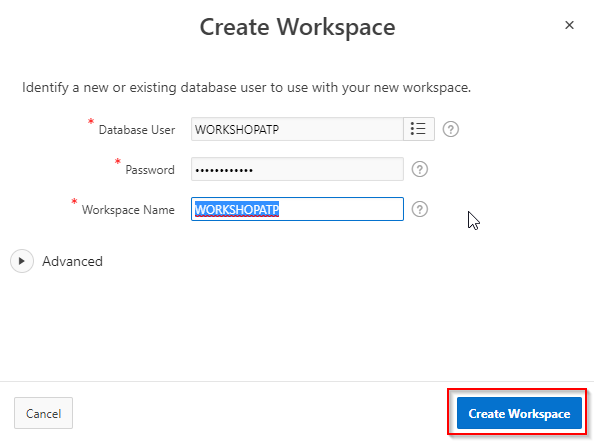 Create Workspace
Identify a new or existing database user to use with your new workspace.
* Database User WORKSHOPATP
* Password ••••••••••••
* Workspace Name WORKSHOPATP
Advanced
Cancel Create Workspace